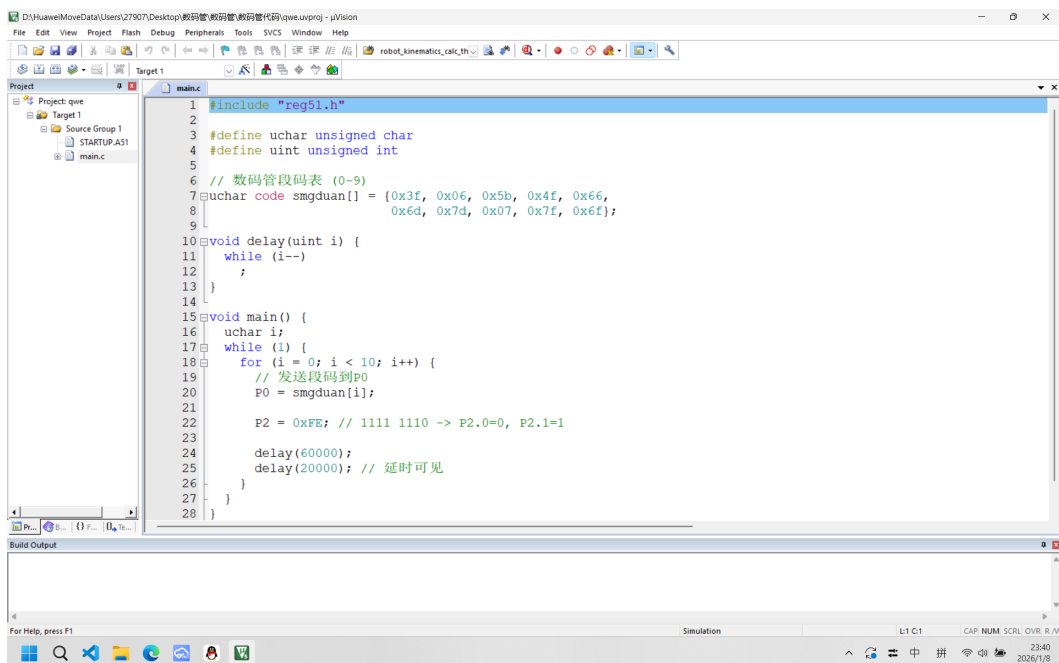 D:\HuaweiMoveData\Users\27907\Desktop\数码管\数码管\数码管代码\qwe.uvproj - µVision
File Edit View Project Flash Debug Peripherals Tools SVCS Window Help
robot_kinematics_calc_th
Target 1
Project
main.c
Project: qwe
Target 1
Source Group 1
STARTUP.A51
main.c
1 #include "reg51.h"
2
3 #define uchar unsigned char
4 #define uint unsigned int
5
6 // 数码管段码表 (0-9)
7 uchar code smgduan[] = {0x3f, 0x06, 0x5b, 0x4f, 0x66,
8 0x6d, 0x7d, 0x07, 0x7f, 0x6f};
9
10 void delay(uint i) {
11 while (i--)
12 ;
13 }
14
15 void main() {
16 uchar i;
17 while (1) {
18 for (i = 0; i < 10; i++) {
19 // 发送段码到P0
20 P0 = smgduan[i];
21
22 P2 = 0xFE; // 1111 1110 -> P2.0=0, P2.1=1
23
24 delay(60000);
25 delay(20000); // 延时可见
26 }
27 }
28 }
Pr... B... {} F... Te...
Build Output
For Help, press F1
Simulation
L:1 C:1
CAP NUM SCRL OVR R/W
中 拼
23:40
2026/1/8